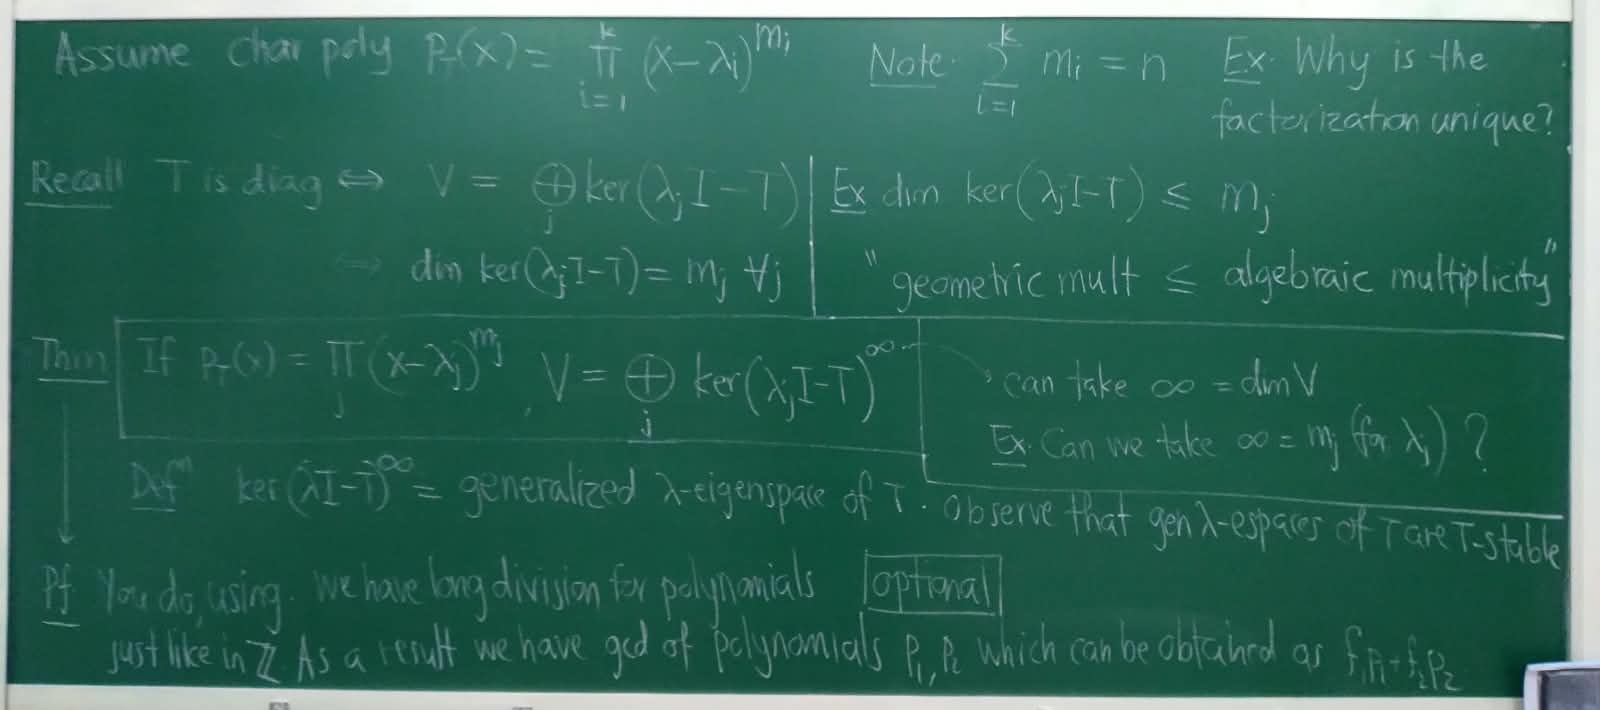 Assume char poly P_T(x) = ∏_{i=1}^{k} (x-λ_i)^{m_i} Note. ∑_{i=1}^{k} m_i = n Ex. Why is the
factorization unique?
Recall T is diag ⇔ V = ⊕_j ker(λ_j I - T) | Ex dim ker(λ_j I-T) ≤ m_j
⇔ dim ker(λ_j I-T) = m_j ∀j "geometric mult ≤ algebraic multiplicity"
Thm If P_T(x) = ∏_j (x-λ_j)^{m_j}, V = ⊕_j ker(λ_j I-T)^∞ can take ∞ = dim V
Ex. Can we take ∞ = m_j (for λ_j)?
Def^n ker(λI-T)^∞ = generalized λ-eigenspace of T. Observe that gen λ-espaces of T are T-stable
Pf You do, using. we have long division for polynomials optional
just like in ℤ. As a result we have gcd of polynomials P_1, P_2 which can be obtained as f_1P_1+f_2P_2